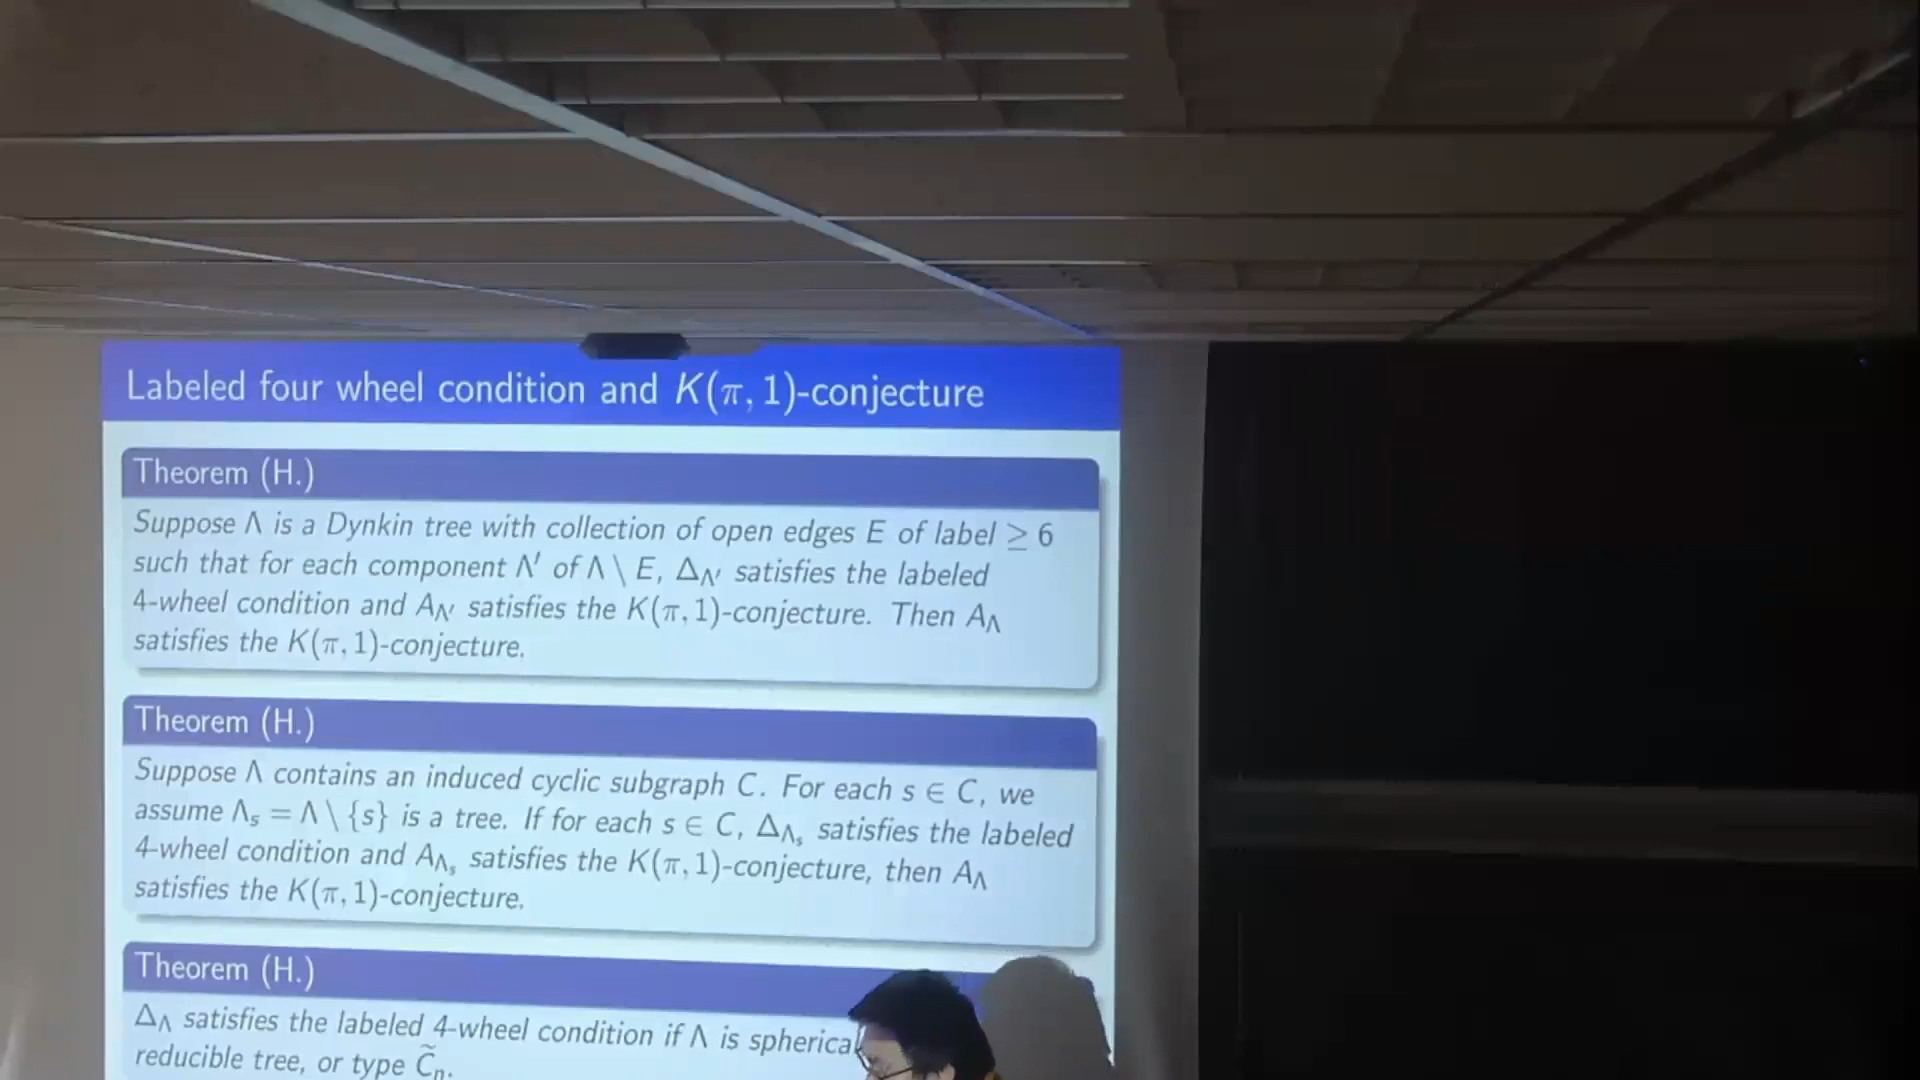 Labeled four wheel condition and K(π, 1)-conjecture
Theorem (H.)
Suppose Λ is a Dynkin tree with collection of open edges E of label ≥ 6
such that for each component Λ′ of Λ \ E, Δ_Λ′ satisfies the labeled
4-wheel condition and A_Λ′ satisfies the K(π, 1)-conjecture. Then A_Λ
satisfies the K(π, 1)-conjecture.
Theorem (H.)
Suppose Λ contains an induced cyclic subgraph C. For each s ∈ C, we
assume Λ_s = Λ \ {s} is a tree. If for each s ∈ C, Δ_Λ_s satisfies the labeled
4-wheel condition and A_Λ_s satisfies the K(π, 1)-conjecture, then A_Λ
satisfies the K(π, 1)-conjecture.
Theorem (H.)
Δ_Λ satisfies the labeled 4-wheel condition if Λ is spherical
reducible tree, or type C̃_n.